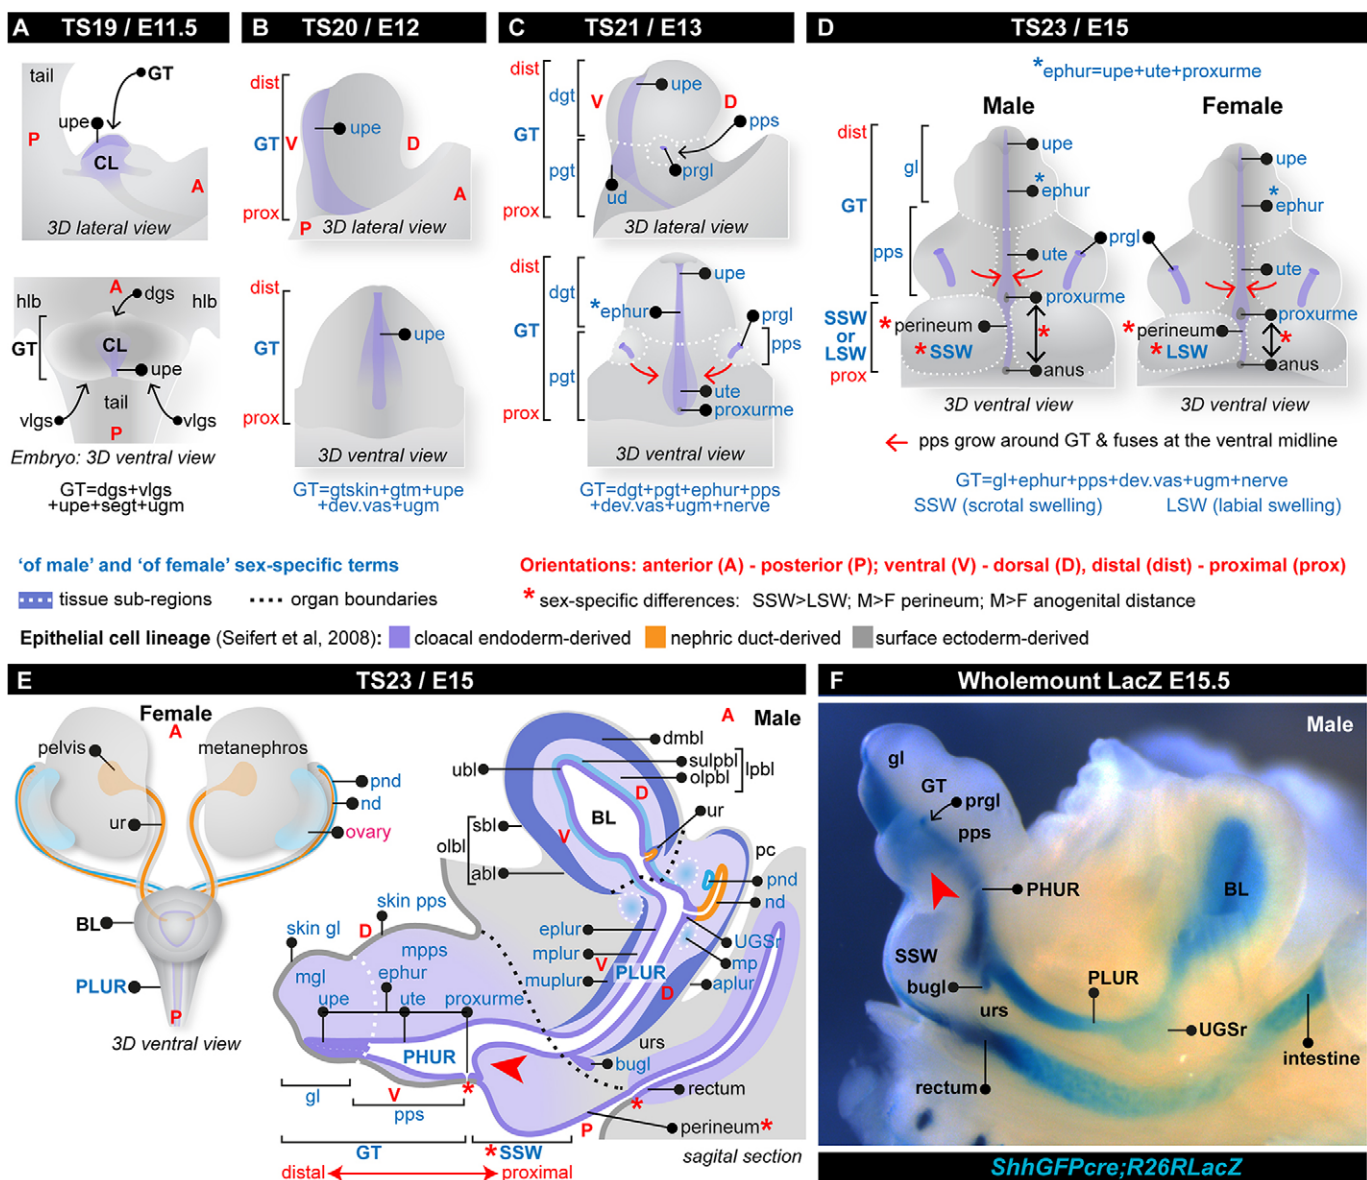 A TS19 / E11.5
tail
GT
upe
P
CL
A
3D lateral view
A
hlb
dgs
hlb
GT
CL
upe
tail
vlgs
vlgs
P
Embryo: 3D ventral view
GT=dgs+vlgs
+upe+segt+ugm
B TS20 / E12
dist
GT
V
upe
D
A
prox
P
3D lateral view
dist
GT
upe
prox
3D ventral view
GT=gtskin+gtm+upe
+dev.vas+ugm
C TS21 / E13
dist
dgt
V
upe
D
GT
pps
pgt
prgl
ud
prox
3D lateral view
dist
dgt
upe
*ephur
prgl
GT
pps
pgt
ute
prox
proxurme
3D ventral view
GT=dgt+pgt+ephur+pps
+dev.vas+ugm+nerve
D TS23 / E15
*ephur=upe+ute+proxurme
Male
Female
dist
gl
upe
upe
*
ephur
*
ephur
GT
pps
prgl
ute
ute
proxurme
proxurme
SSW
or
LSW
prox
*perineum
*
*SSW
anus
*perineum
*
*LSW
anus
3D ventral view
3D ventral view
pps grow around GT & fuses at the ventral midline
GT=gl+ephur+pps+dev.vas+ugm+nerve
SSW (scrotal swelling)
LSW (labial swelling)
‘of male’ and ‘of female’ sex-specific terms
Orientations: anterior (A) - posterior (P); ventral (V) - dorsal (D), distal (dist) - proximal (prox)
tissue sub-regions
organ boundaries
* sex-specific differences: SSW>LSW; M>F perineum; M>F anogenital distance
Epithelial cell lineage (Seifert et al, 2008):
cloacal endoderm-derived
nephric duct-derived
surface ectoderm-derived
E TS23 / E15
Female
A
pelvis
metanephros
pnd
nd
ur
ovary
BL
PLUR
P
3D ventral view
A
Male
dmbl
sulpbl
olpbl
lpbl
ubl
D
BL
ur
sbl
olbl
V
abl
pc
pnd
nd
skin pps
skin gl
D
mpps
eplur
UGSr
mplur
V
mp
PLUR
muplur
D
aplur
mgl
ephur
upe
ute
proxurme
urs
PHUR
bugl
gl
V
*
rectum
pps
*
P
perineum*
GT
*SSW
distal
proximal
sagital section
F Wholemount LacZ E15.5
Male
gl
GT
prgl
pps
PHUR
BL
SSW
bugl
PLUR
urs
UGSr
intestine
rectum
ShhGFPcre;R26RLacZ